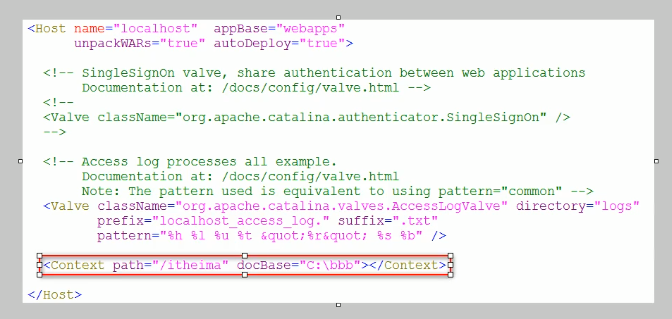 <Host name="localhost" appBase="webapps"
unpackWARs="true" autoDeploy="true">
<!-- SingleSignOn valve, share authentication between web applications
Documentation at: /docs/config/valve.html -->
<!--
<Valve className="org.apache.catalina.authenticator.SingleSignOn" />
-->
<!-- Access log processes all example.
Documentation at: /docs/config/valve.html
Note: The pattern used is equivalent to using pattern="common" -->
<Valve className="org.apache.catalina.valves.AccessLogValve" directory="logs"
prefix="localhost_access_log." suffix=".txt"
pattern="%h %l %u %t &quot;%r&quot; %s %b" />
<Context path="/itheima" docBase="C:\bbb"></Context>
</Host>